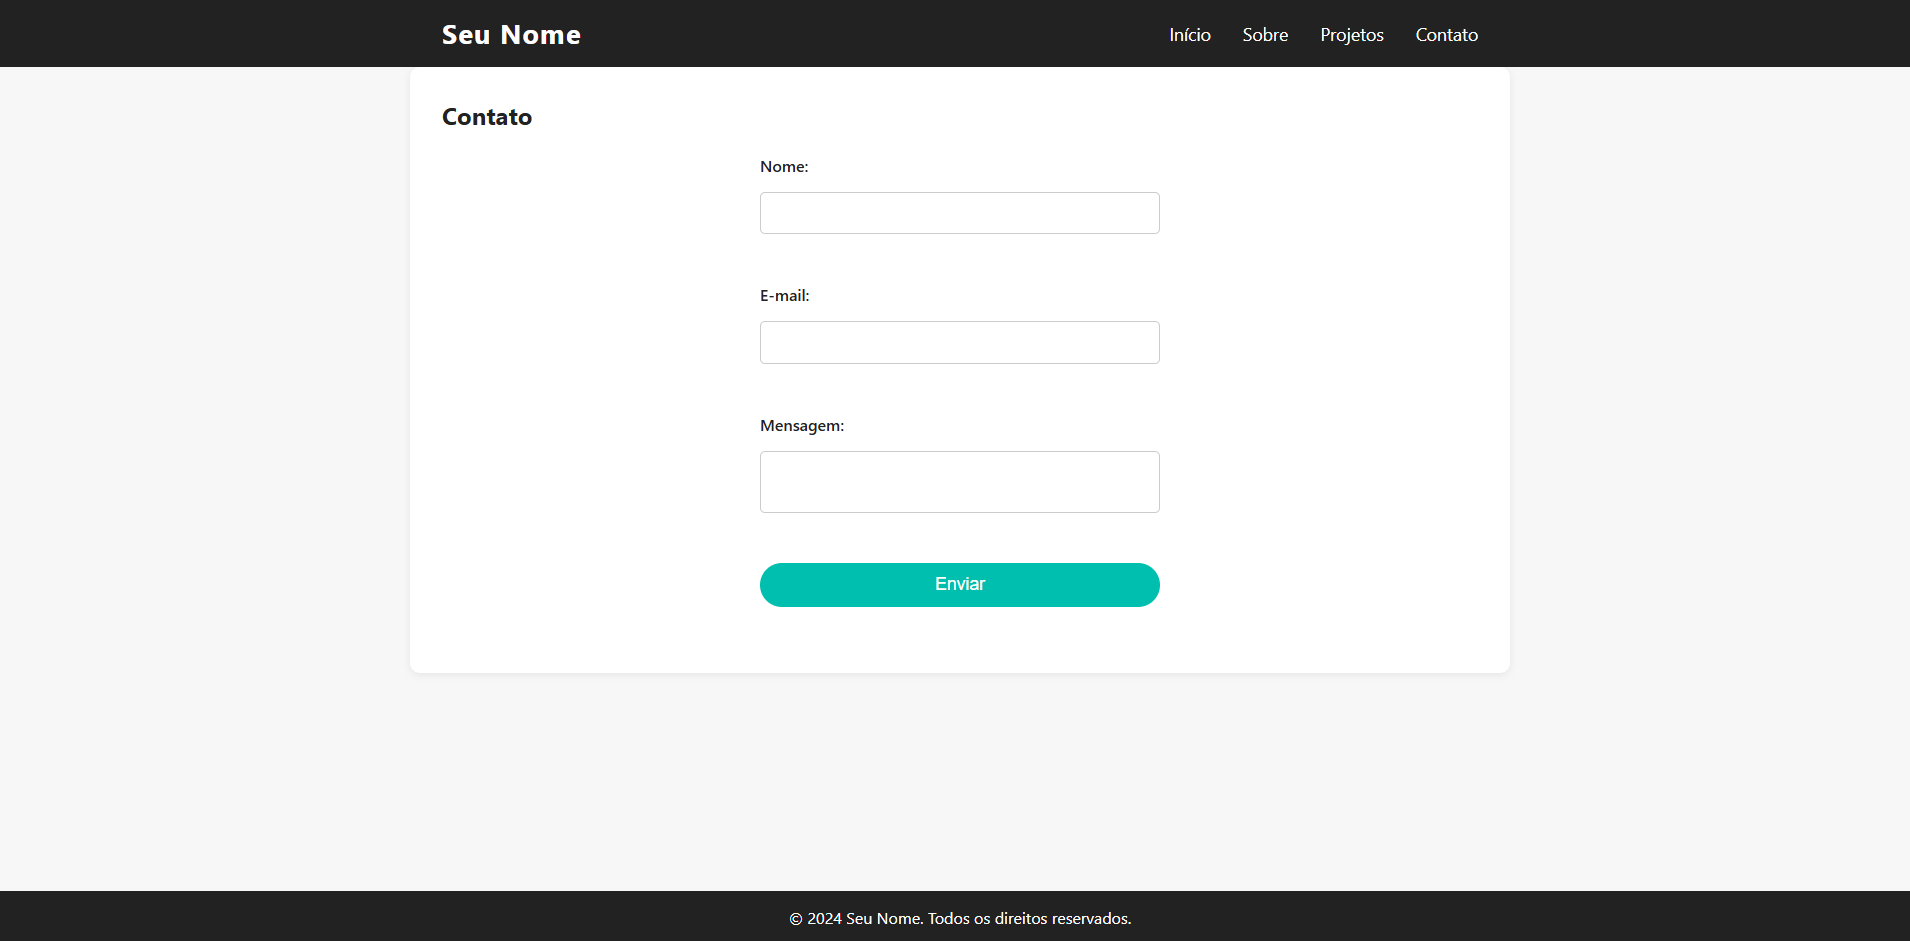 Seu Nome
Início Sobre Projetos Contato
Contato
Nome:
E-mail:
Mensagem:
Enviar
© 2024 Seu Nome. Todos os direitos reservados.